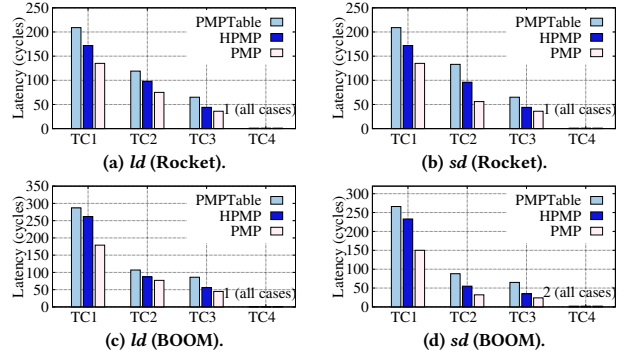 250
200
150
100
50
0
Latency (cycles)
PMPTable
HPMP
PMP
1 (all cases)
TC1 TC2 TC3 TC4
(a) ld (Rocket).
250
200
150
100
50
0
Latency (cycles)
PMPTable
HPMP
PMP
1 (all cases)
TC1 TC2 TC3 TC4
(b) sd (Rocket).
350
300
250
200
150
100
50
0
Latency (cycles)
PMPTable
HPMP
PMP
1 (all cases)
TC1 TC2 TC3 TC4
(c) ld (BOOM).
300
250
200
150
100
50
0
Latency (cycles)
PMPTable
HPMP
PMP
2 (all cases)
TC1 TC2 TC3 TC4
(d) sd (BOOM).